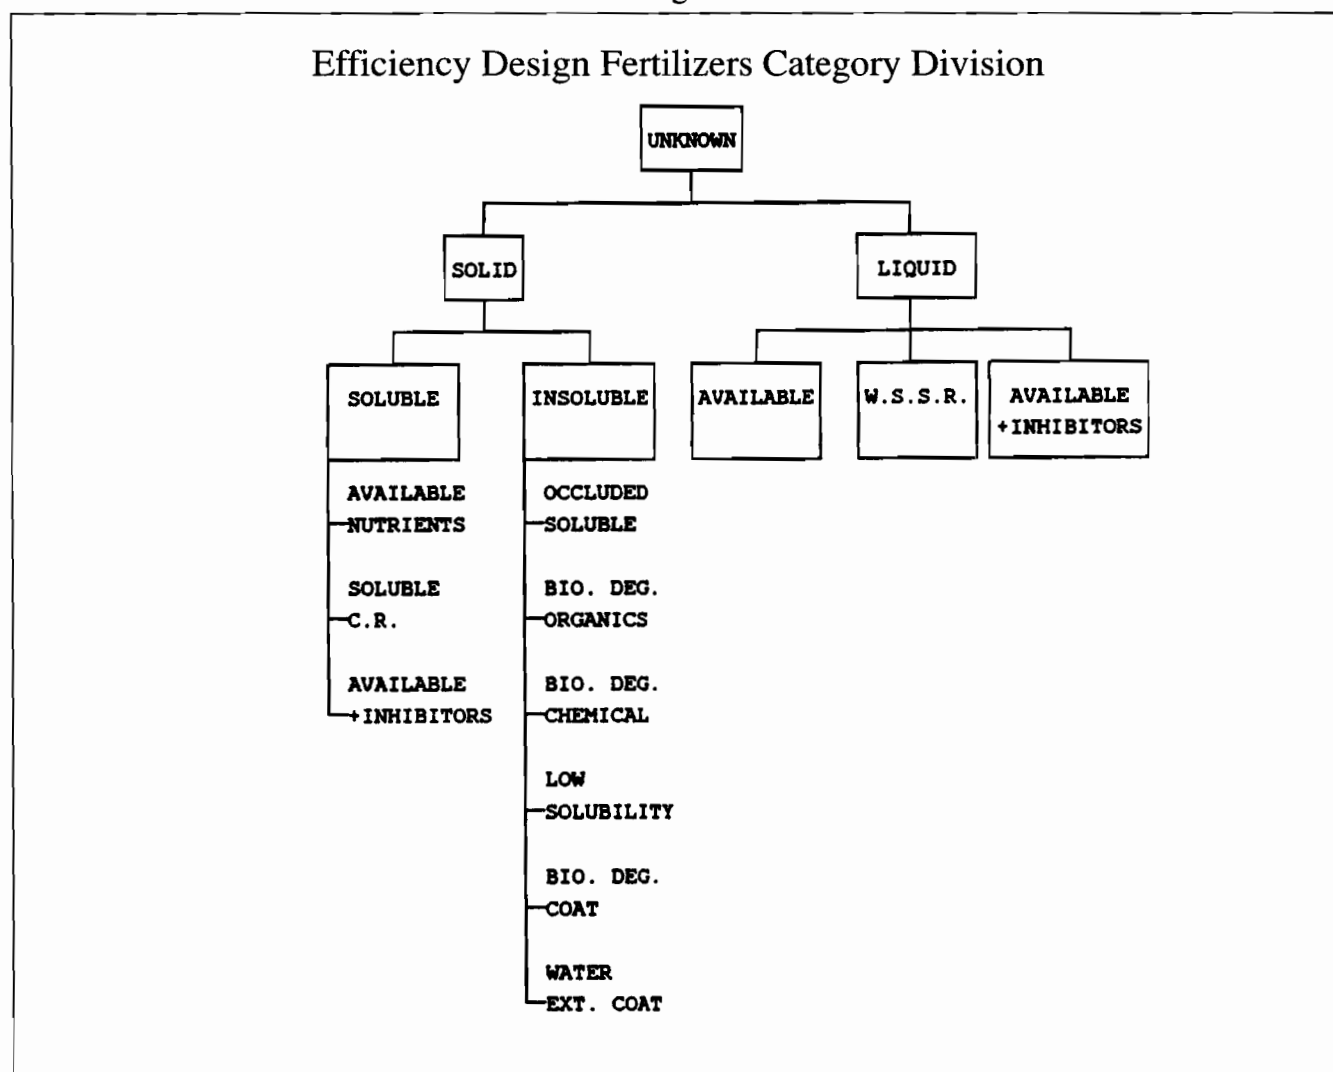 Efficiency Design Fertilizers Category Division
UNKNOWN
SOLID
LIQUID
SOLUBLE
INSOLUBLE
AVAILABLE
W.S.S.R.
AVAILABLE
+INHIBITORS
AVAILABLE
NUTRIENTS
SOLUBLE
C.R.
AVAILABLE
+INHIBITORS
OCCLUDED
SOLUBLE
BIO. DEG.
ORGANICS
BIO. DEG.
CHEMICAL
LOW
SOLUBILITY
BIO. DEG.
COAT
WATER
EXT. COAT